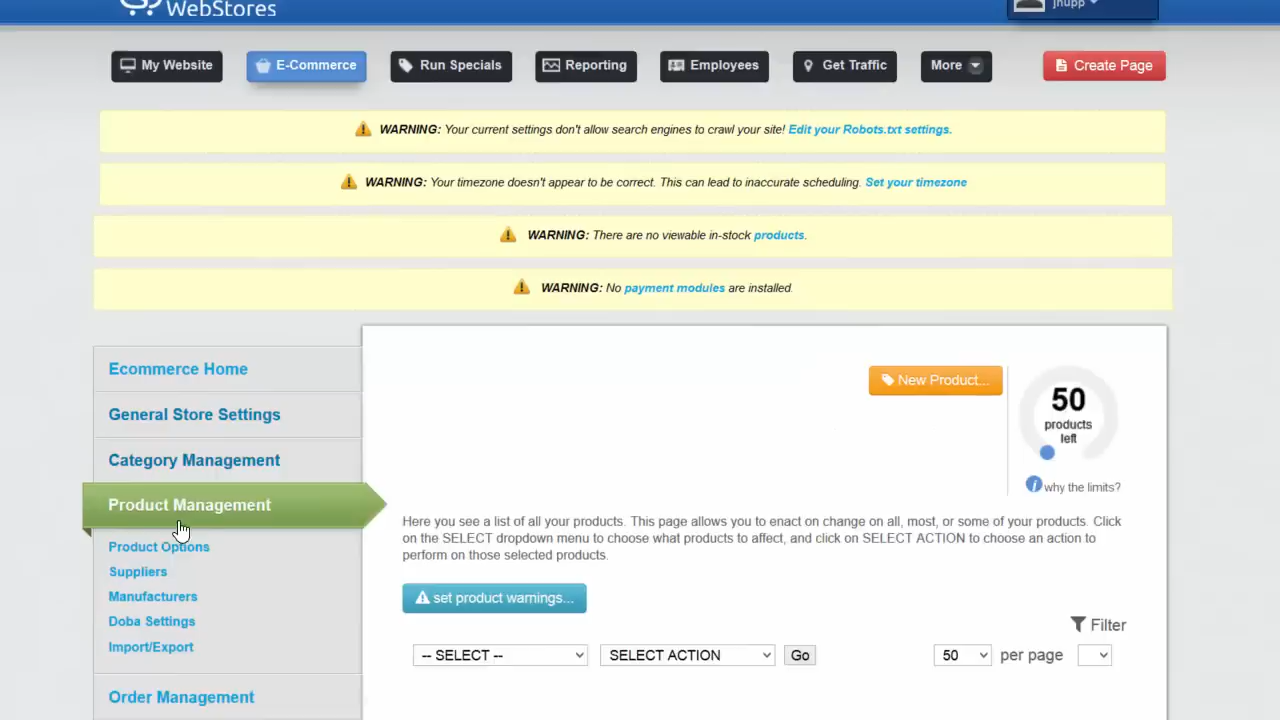 WebStores
jhupp
My Website
E-Commerce
Run Specials
Reporting
Employees
Get Traffic
More
Create Page
WARNING: Your current settings don't allow search engines to crawl your site! Edit your Robots.txt settings.
WARNING: Your timezone doesn't appear to be correct. This can lead to inaccurate scheduling. Set your timezone
WARNING: There are no viewable in-stock products.
WARNING: No payment modules are installed.
Ecommerce Home
General Store Settings
Category Management
Product Management
Product Options
Suppliers
Manufacturers
Doba Settings
Import/Export
Order Management
New Product...
50
products
left
why the limits?
Here you see a list of all your products. This page allows you to enact on change on all, most, or some of your products. Click
on the SELECT dropdown menu to choose what products to affect, and click on SELECT ACTION to choose an action to
perform on those selected products.
set product warnings...
Filter
-- SELECT --
SELECT ACTION
Go
50
per page